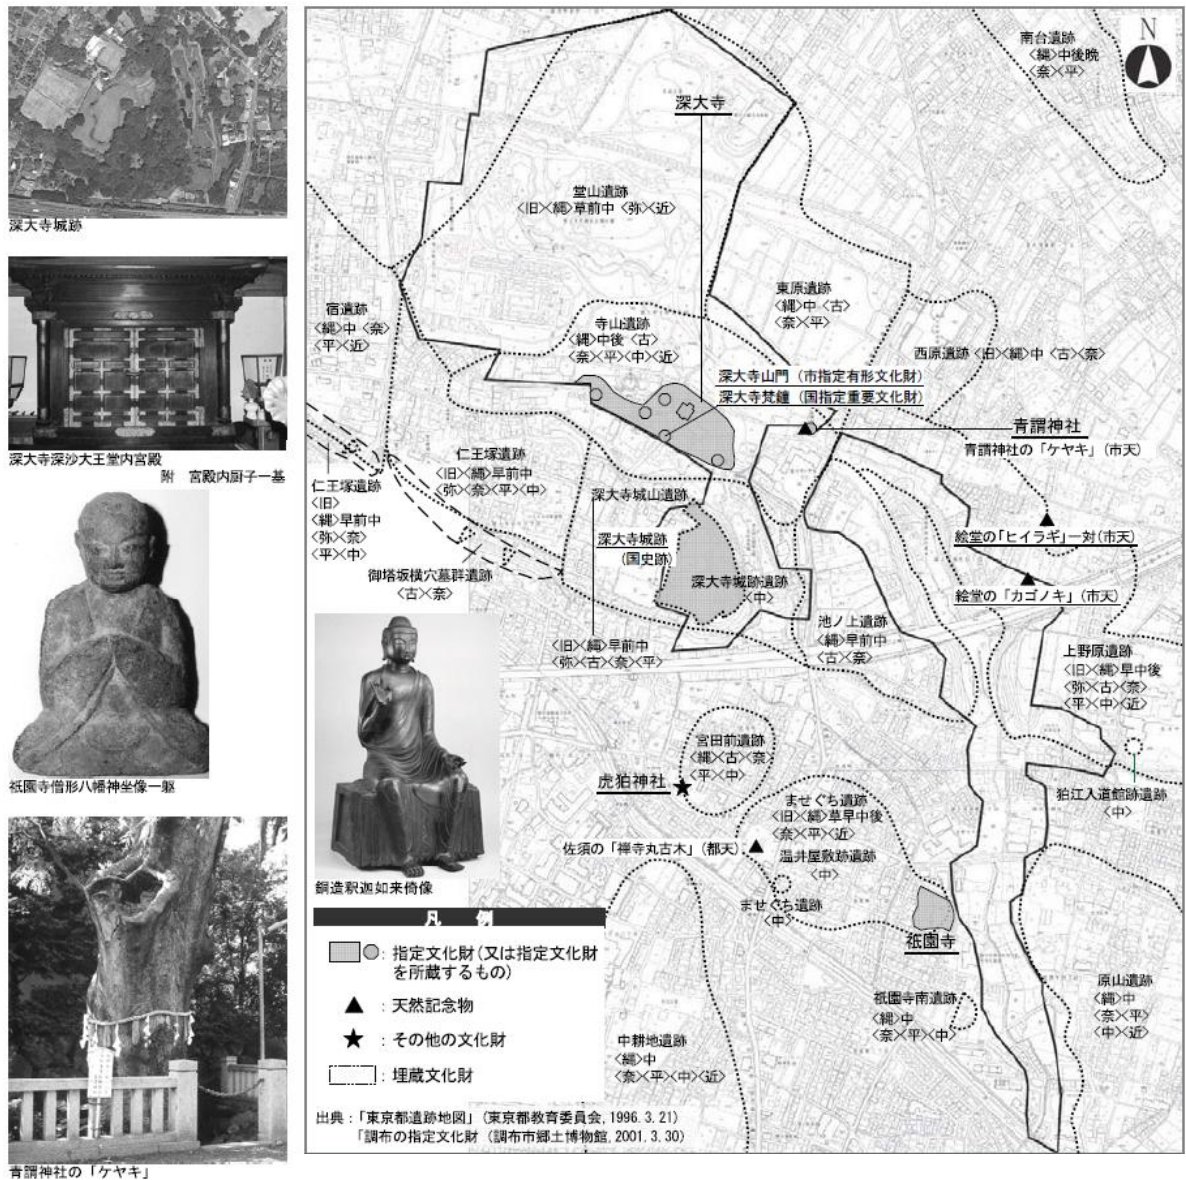 深大寺城跡
深大寺深沙大王堂内宮殿
附　宮殿内厨子一基
祇園寺僧形八幡神坐像一躯
青謂神社の「ケヤキ」
N
南台遺跡
〈縄〉中後晩
〈奈〉〈平〉
深大寺
堂山遺跡
〈旧〉〈縄〉草前中〈弥〉〈近〉
東原遺跡
〈縄〉中〈古〉
〈奈〉〈平〉
宿遺跡
〈縄〉中〈奈〉
〈平〉〈近〉
寺山遺跡
〈縄〉中後〈古〉
〈奈〉〈平〉〈中〉〈近〉
西原遺跡〈旧〉〈縄〉中〈古〉〈奈〉
深大寺山門（市指定有形文化財）
深大寺梵鐘（国指定重要文化財）
青謂神社
青謂神社の「ケヤキ」（市天）
仁王塚遺跡
〈旧〉〈縄〉早前中
〈弥〉〈奈〉〈平〉〈中〉
仁王塚遺跡
〈旧〉
〈縄〉早前中
〈弥〉〈奈〉
〈平〉〈中〉
深大寺城山遺跡
深大寺城跡
（国史跡）
絵堂の「ヒイラギ」一対（市天）
御塔坂横穴墓群遺跡
〈古〉〈奈〉
深大寺城跡遺跡
〈中〉
絵堂の「カゴノキ」（市天）
池ノ上遺跡
〈縄〉早前中
〈古〉〈奈〉
〈旧〉〈縄〉早前中
〈弥〉〈古〉〈奈〉〈平〉
上野原遺跡
〈旧〉〈縄〉早中後
〈弥〉〈古〉〈奈〉
〈平〉〈中〉〈近〉
宮田前遺跡
〈縄〉〈古〉〈奈〉
〈平〉〈中〉
虎狛神社
狛江入道館跡遺跡
〈中〉
ませぐち遺跡
〈旧〉〈縄〉草早中後
〈奈〉〈平〉〈近〉
佐須の「禅寺丸古木」（都天）
温井屋敷跡遺跡
〈中〉
ませぐち遺跡
〈中〉
祇園寺
銅造釈迦如来倚像
祇園寺南遺跡
〈縄〉中
〈奈〉〈平〉〈中〉
原山遺跡
〈縄〉中
〈奈〉〈平〉
〈中〉〈近〉
中耕地遺跡
〈縄〉中
〈奈〉〈平〉〈中〉〈近〉
凡　例
：指定文化財（又は指定文化財
を所蔵するもの）
：天然記念物
：その他の文化財
：埋蔵文化財
出典：「東京都遺跡地図」（東京都教育委員会, 1996. 3. 21）
「調布の指定文化財（調布市郷土博物館, 2001. 3. 30）